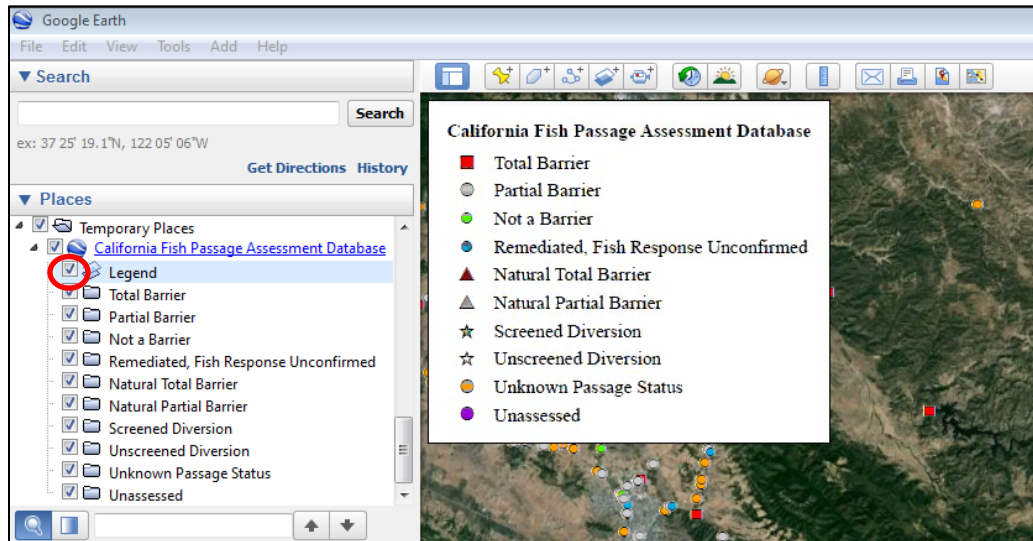 Google Earth
File Edit View Tools Add Help
Search
Search
ex: 37 25' 19.1"N, 122 05' 06"W
Get Directions History
Places
Temporary Places
California Fish Passage Assessment Database
Legend
Total Barrier
Partial Barrier
Not a Barrier
Remediated, Fish Response Unconfirmed
Natural Total Barrier
Natural Partial Barrier
Screened Diversion
Unscreened Diversion
Unknown Passage Status
Unassessed
California Fish Passage Assessment Database
Total Barrier
Partial Barrier
Not a Barrier
Remediated, Fish Response Unconfirmed
Natural Total Barrier
Natural Partial Barrier
Screened Diversion
Unscreened Diversion
Unknown Passage Status
Unassessed